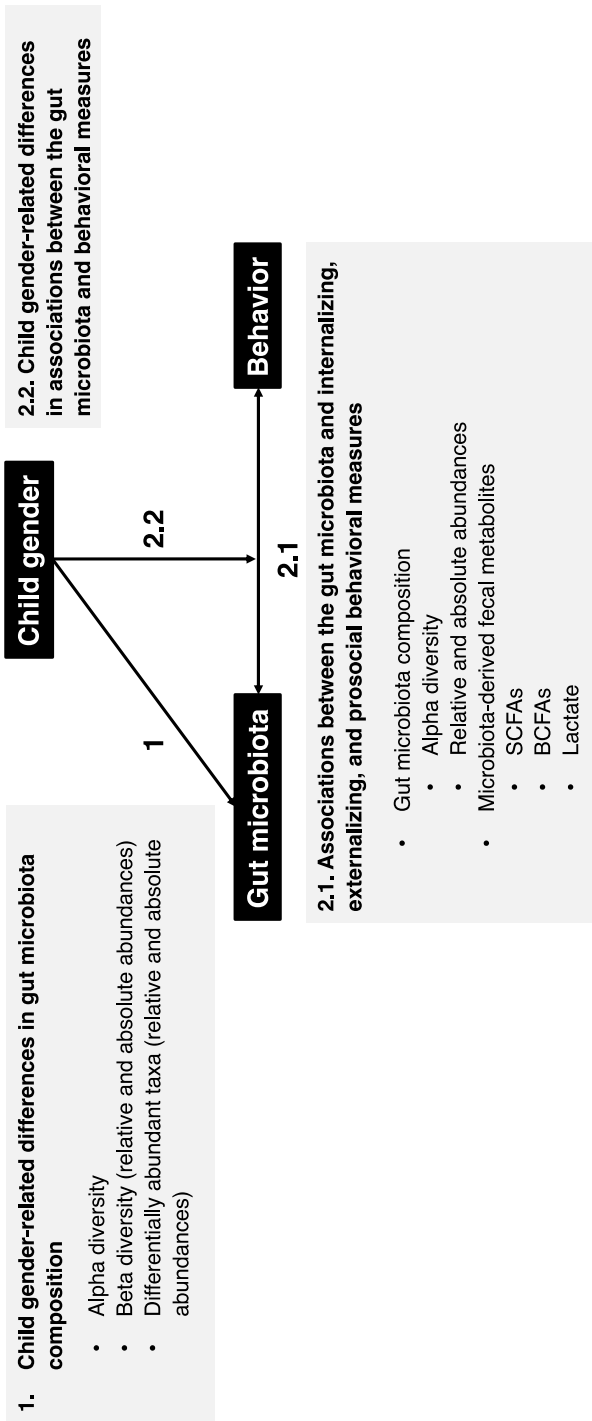 1. Child gender-related differences in gut microbiota
composition
• Alpha diversity
• Beta diversity (relative and absolute abundances)
• Differentially abundant taxa (relative and absolute
abundances)
Child gender
2.2. Child gender-related differences
in associations between the gut
microbiota and behavioral measures
1
2.2
Gut microbiota
Behavior
2.1
2.1. Associations between the gut microbiota and internalizing,
externalizing, and prosocial behavioral measures
• Gut microbiota composition
• Alpha diversity
• Relative and absolute abundances
• Microbiota-derived fecal metabolites
• SCFAs
• BCFAs
• Lactate